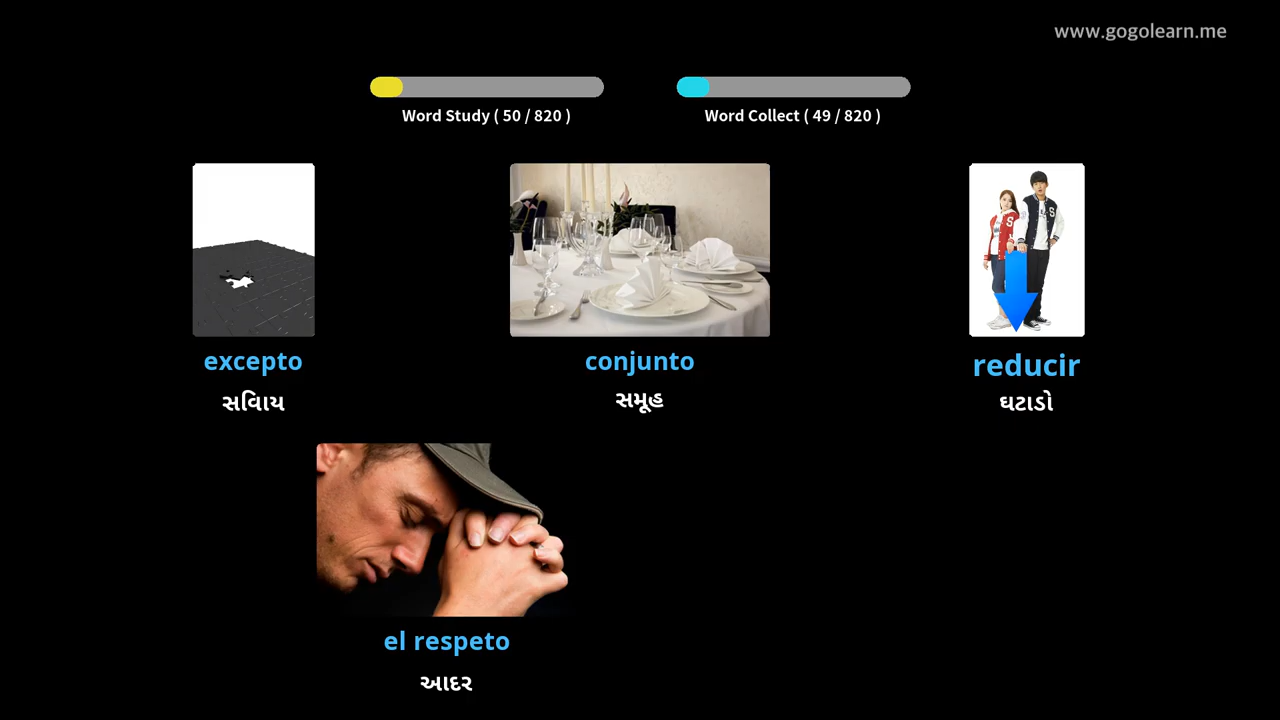 www.gogolearn.me
Word Study ( 50 / 820 )
Word Collect ( 49 / 820 )
excepto
conjunto
reducir
સવાિય
સમૂહ
ઘટાડો
el respeto
આદર